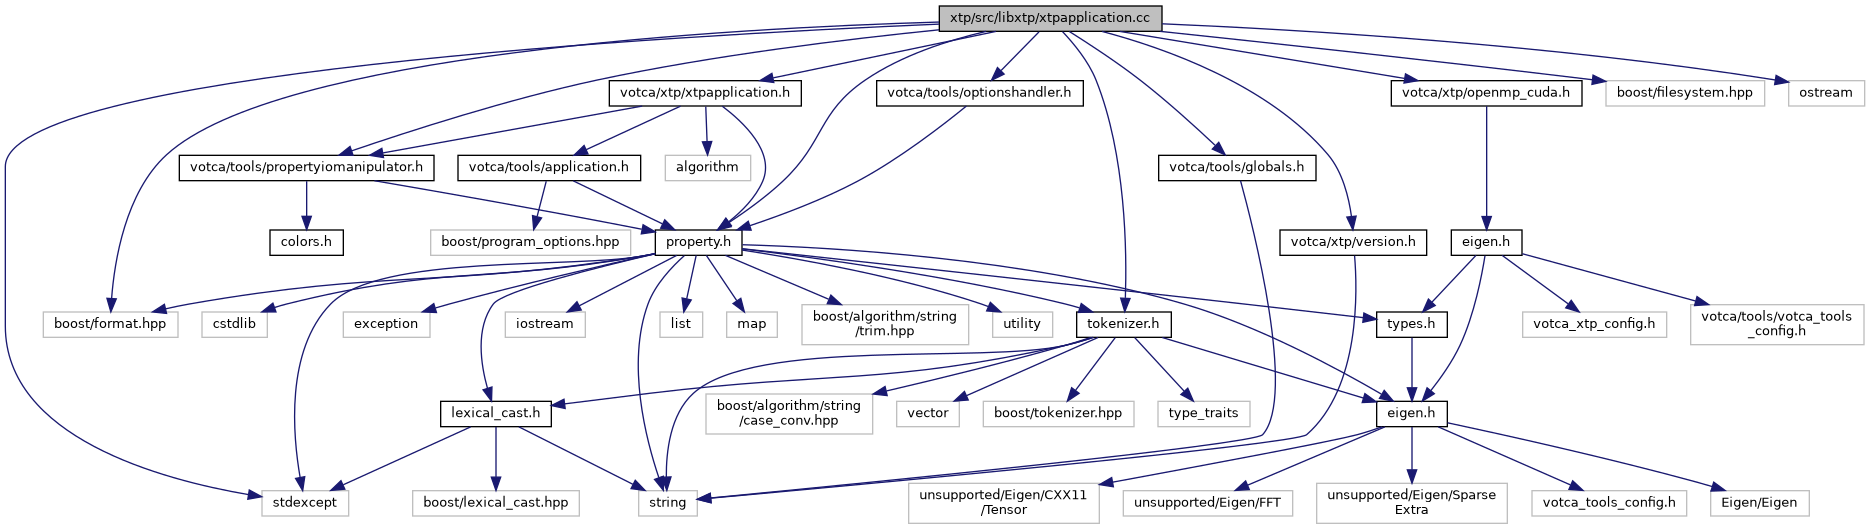 xtp/src/libxtp/xtpapplication.cc
votca/xtp/xtpapplication.h
votca/tools/optionshandler.h
votca/xtp/openmp_cuda.h
boost/filesystem.hpp
ostream
votca/tools/propertyiomanipulator.h
votca/tools/application.h
algorithm
votca/tools/globals.h
colors.h
boost/program_options.hpp
property.h
votca/xtp/version.h
eigen.h
boost/format.hpp
cstdlib
exception
iostream
list
map
boost/algorithm/string
/trim.hpp
utility
tokenizer.h
types.h
votca_xtp_config.h
votca/tools/votca_tools
_config.h
lexical_cast.h
boost/algorithm/string
/case_conv.hpp
vector
boost/tokenizer.hpp
type_traits
eigen.h
stdexcept
boost/lexical_cast.hpp
string
unsupported/Eigen/CXX11
/Tensor
unsupported/Eigen/FFT
unsupported/Eigen/Sparse
Extra
votca_tools_config.h
Eigen/Eigen